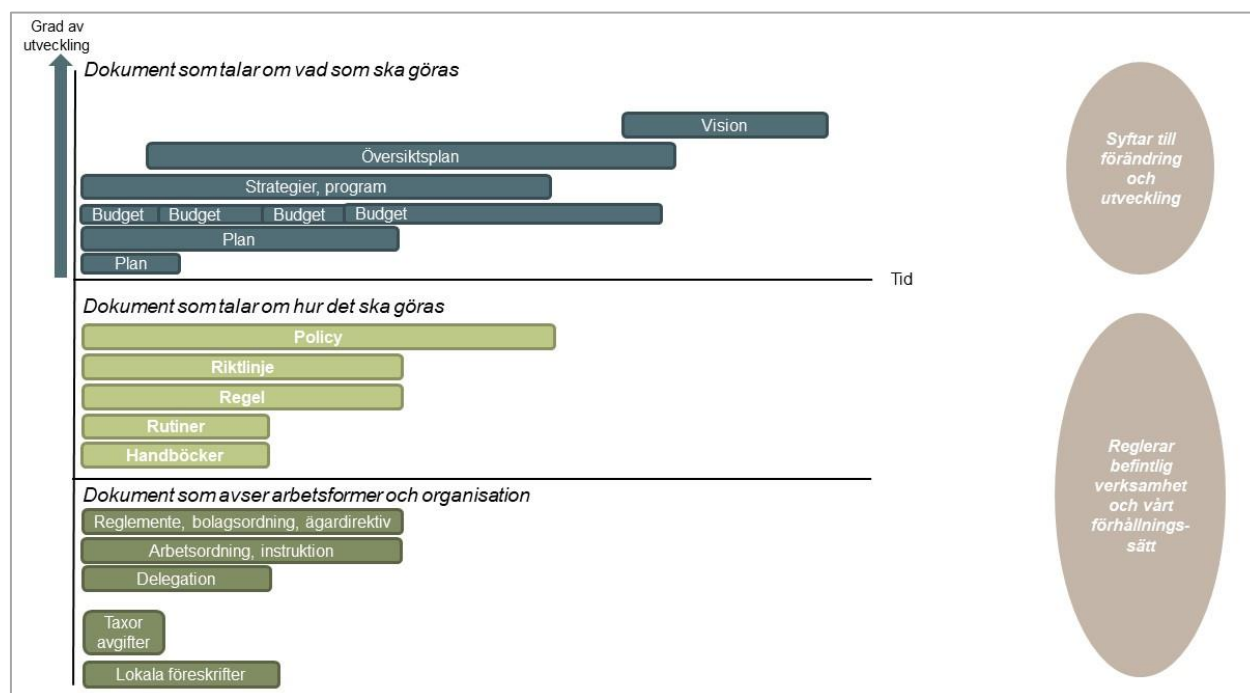 Grad av
utveckling
Dokument som talar om vad som ska göras
Vision
Översiktsplan
Strategier, program
Budget Budget Budget Budget
Plan
Plan
Tid
Dokument som talar om hur det ska göras
Policy
Riktlinje
Regel
Rutiner
Handböcker
Dokument som avser arbetsformer och organisation
Reglemente, bolagsordning, ägardirektiv
Arbetsordning, instruktion
Delegation
Taxor
avgifter
Lokala föreskrifter
Syftar till
förändring
och
utveckling
Reglerar
befintlig
verksamhet
och vårt
förhållnings-
sätt